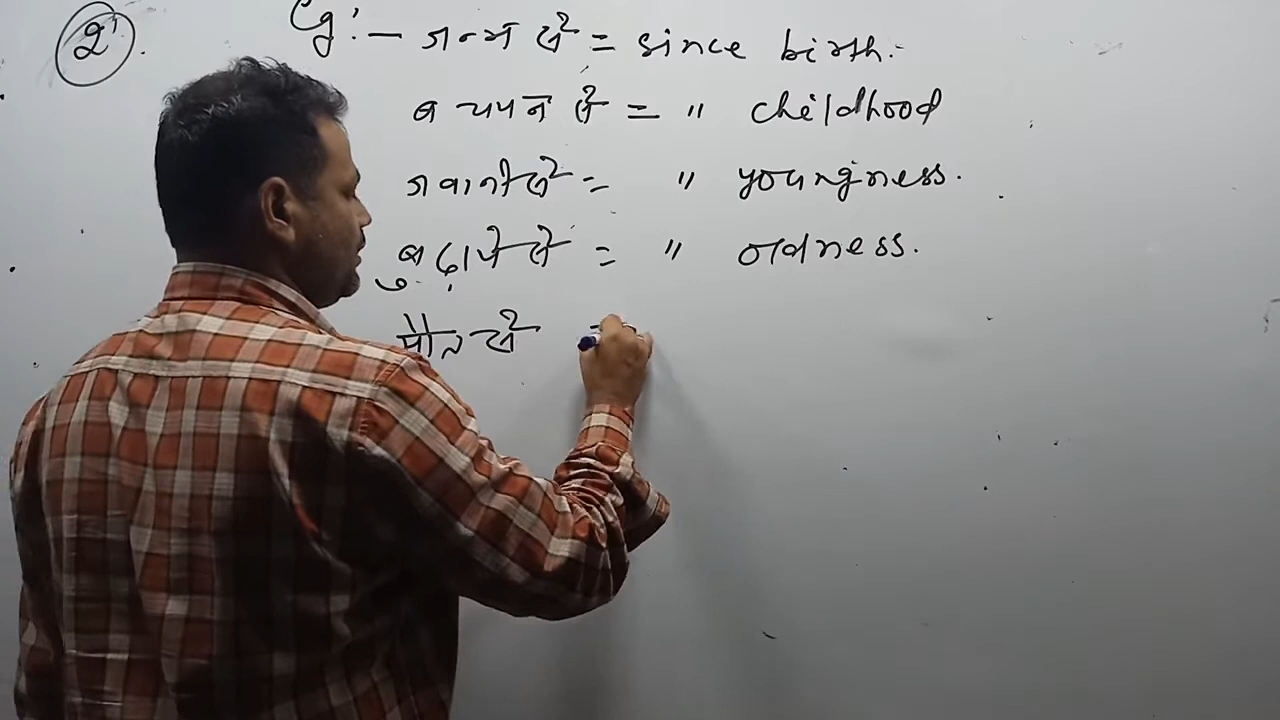 2
Eg:- जन्म से = since birth.
बचपन से = " childhood
जवानी से = " youngness.
बुढ़ापे से = " oldness.
मौत से =